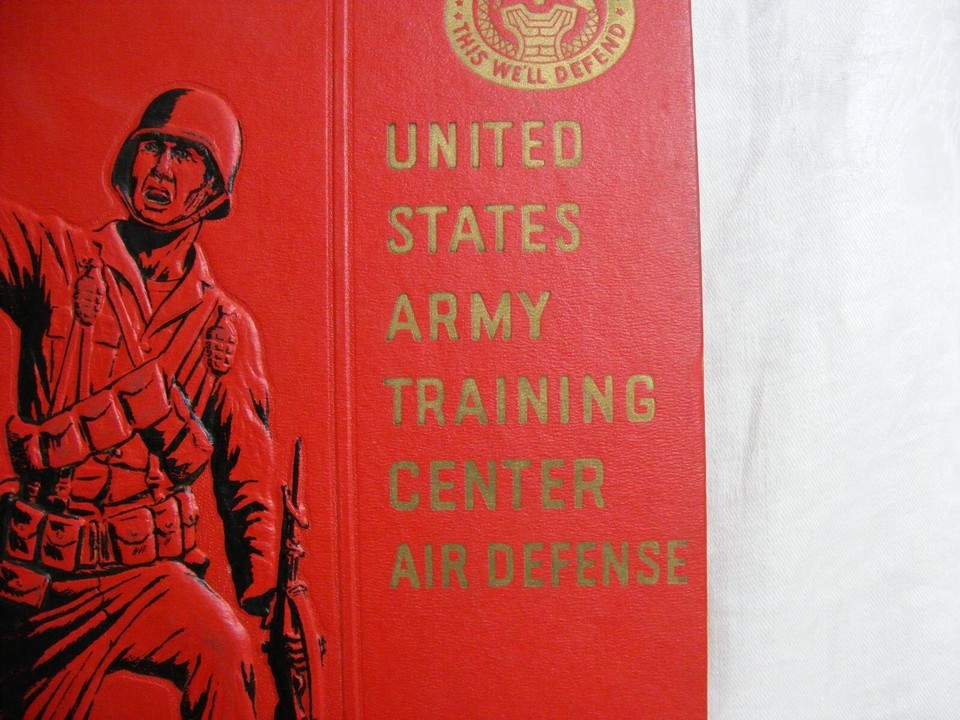 THIS WE'LL DEFEND
UNITED
STATES
ARMY
TRAINING
CENTER
AIR DEFENSE